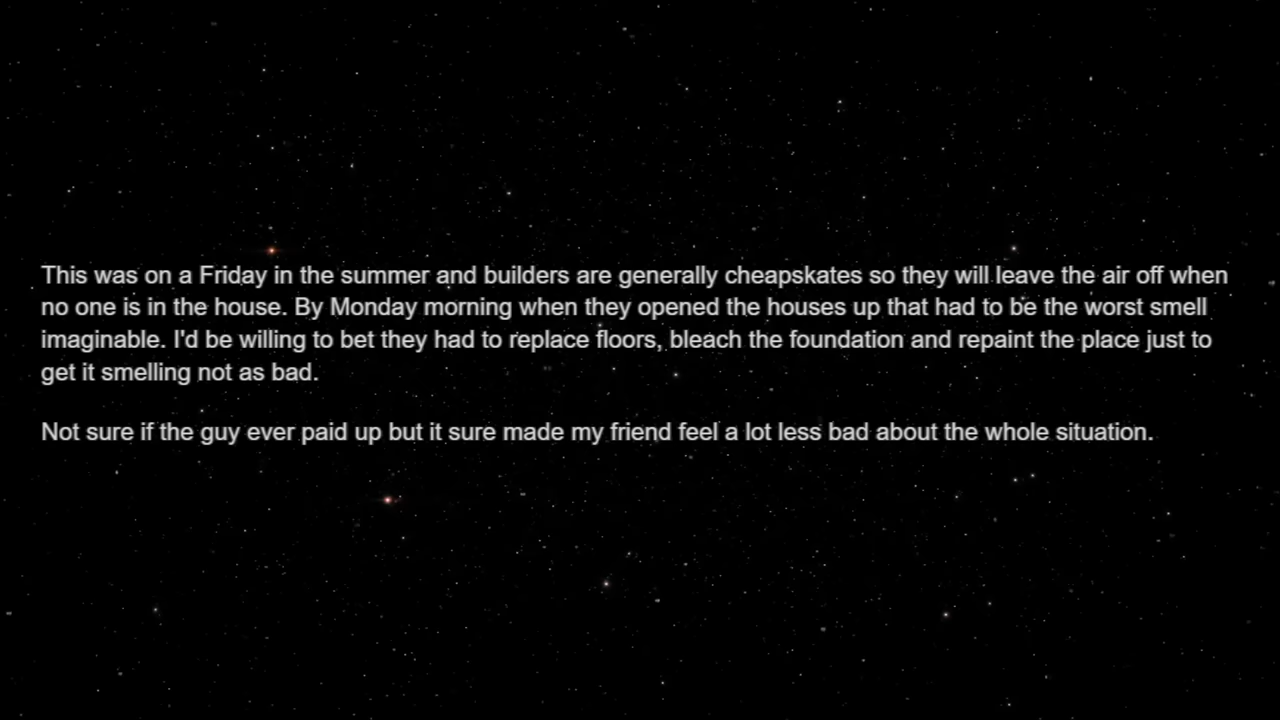 This was on a Friday in the summer and builders are generally cheapskates so they will leave the air off when
no one is in the house. By Monday morning when they opened the houses up that had to be the worst smell
imaginable. I'd be willing to bet they had to replace floors, bleach the foundation and repaint the place just to
get it smelling not as bad.
Not sure if the guy ever paid up but it sure made my friend feel a lot less bad about the whole situation.